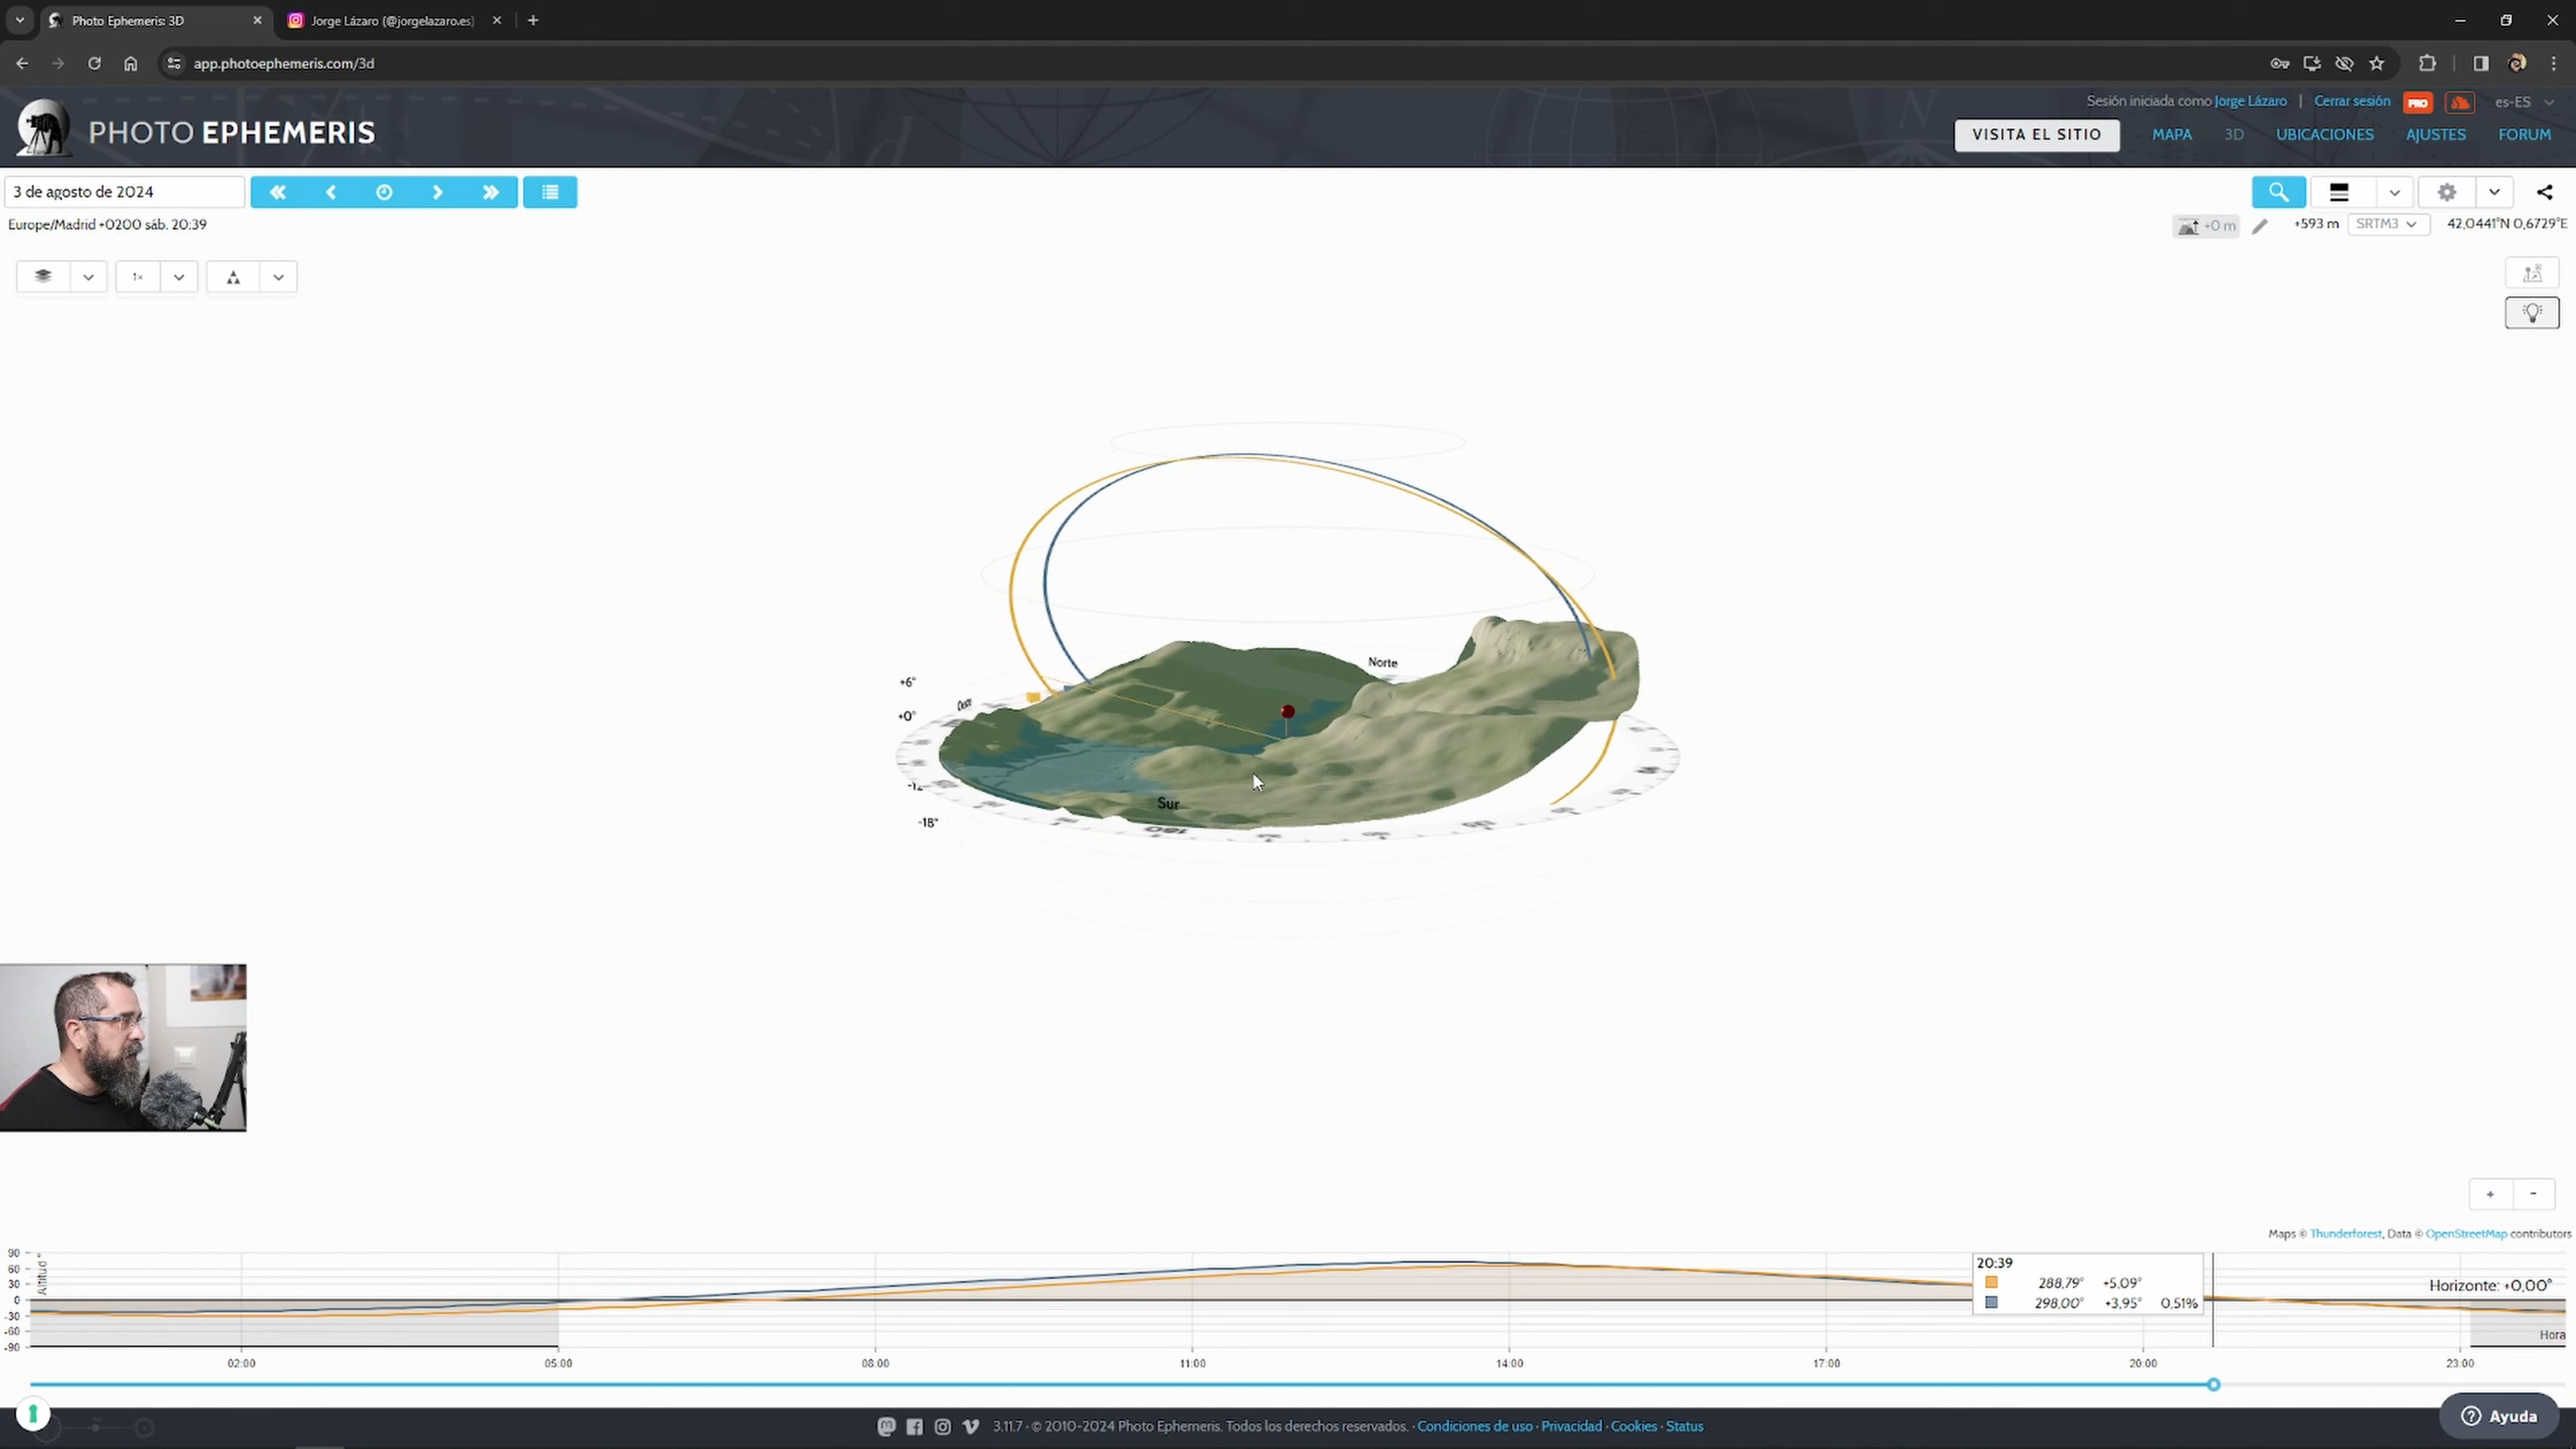 Photo Ephemeris: 3D
Jorge Lázaro (@jorgelazaro.es)
app.photoephemeris.com/3d
PHOTO EPHEMERIS
Sesión iniciada como Jorge Lázaro | Cerrar sesión PRO es-ES
VISITA EL SITIO MAPA 3D UBICACIONES AJUSTES FORUM
3 de agosto de 2024
Europe/Madrid +0200 sáb. 20:39
+0 m +593 m SRTM3 42,0441°N 0,6729°E
1×
Norte
+6°
Oeste
+0°
Sur
-18°
180
+ -
Maps © Thunderforest, Data © OpenStreetMap contributors
Altitud
90
60
30
0
-30
-60
-90
20:39
288,79° +5,09°
298,00° +3,95° 0,51%
Horizonte: +0,00°
Hora
02:00 05:00 08:00 11:00 14:00 17:00 20:00 23:00
3.11.7 · © 2010-2024 Photo Ephemeris. Todos los derechos reservados. · Condiciones de uso · Privacidad · Cookies · Status
Ayuda